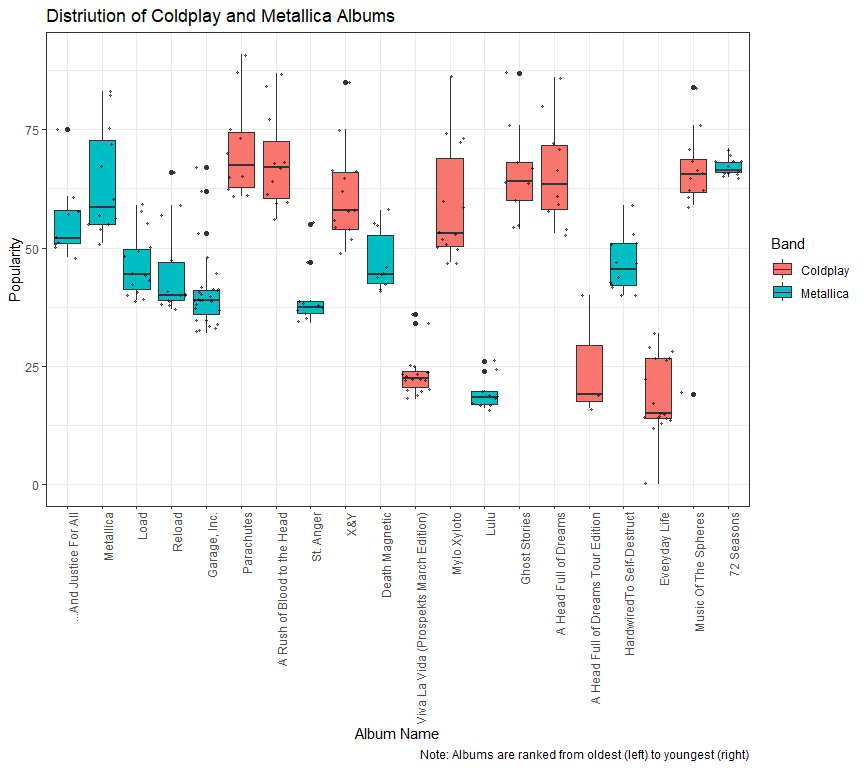 Distriution of Coldplay and Metallica Albums
Popularity
75
50
25
0
...And Justice For All
Metallica
Load
Reload
Garage, Inc.
Parachutes
A Rush of Blood to the Head
St. Anger
X&Y
Death Magnetic
Viva La Vida (Prospekts March Edition)
Mylo Xyloto
Lulu
Ghost Stories
A Head Full of Dreams
A Head Full of Dreams Tour Edition
HardwiredTo Self-Destruct
Everyday Life
Music Of The Spheres
72 Seasons
Album Name
Band
Coldplay
Metallica
Note: Albums are ranked from oldest (left) to youngest (right)